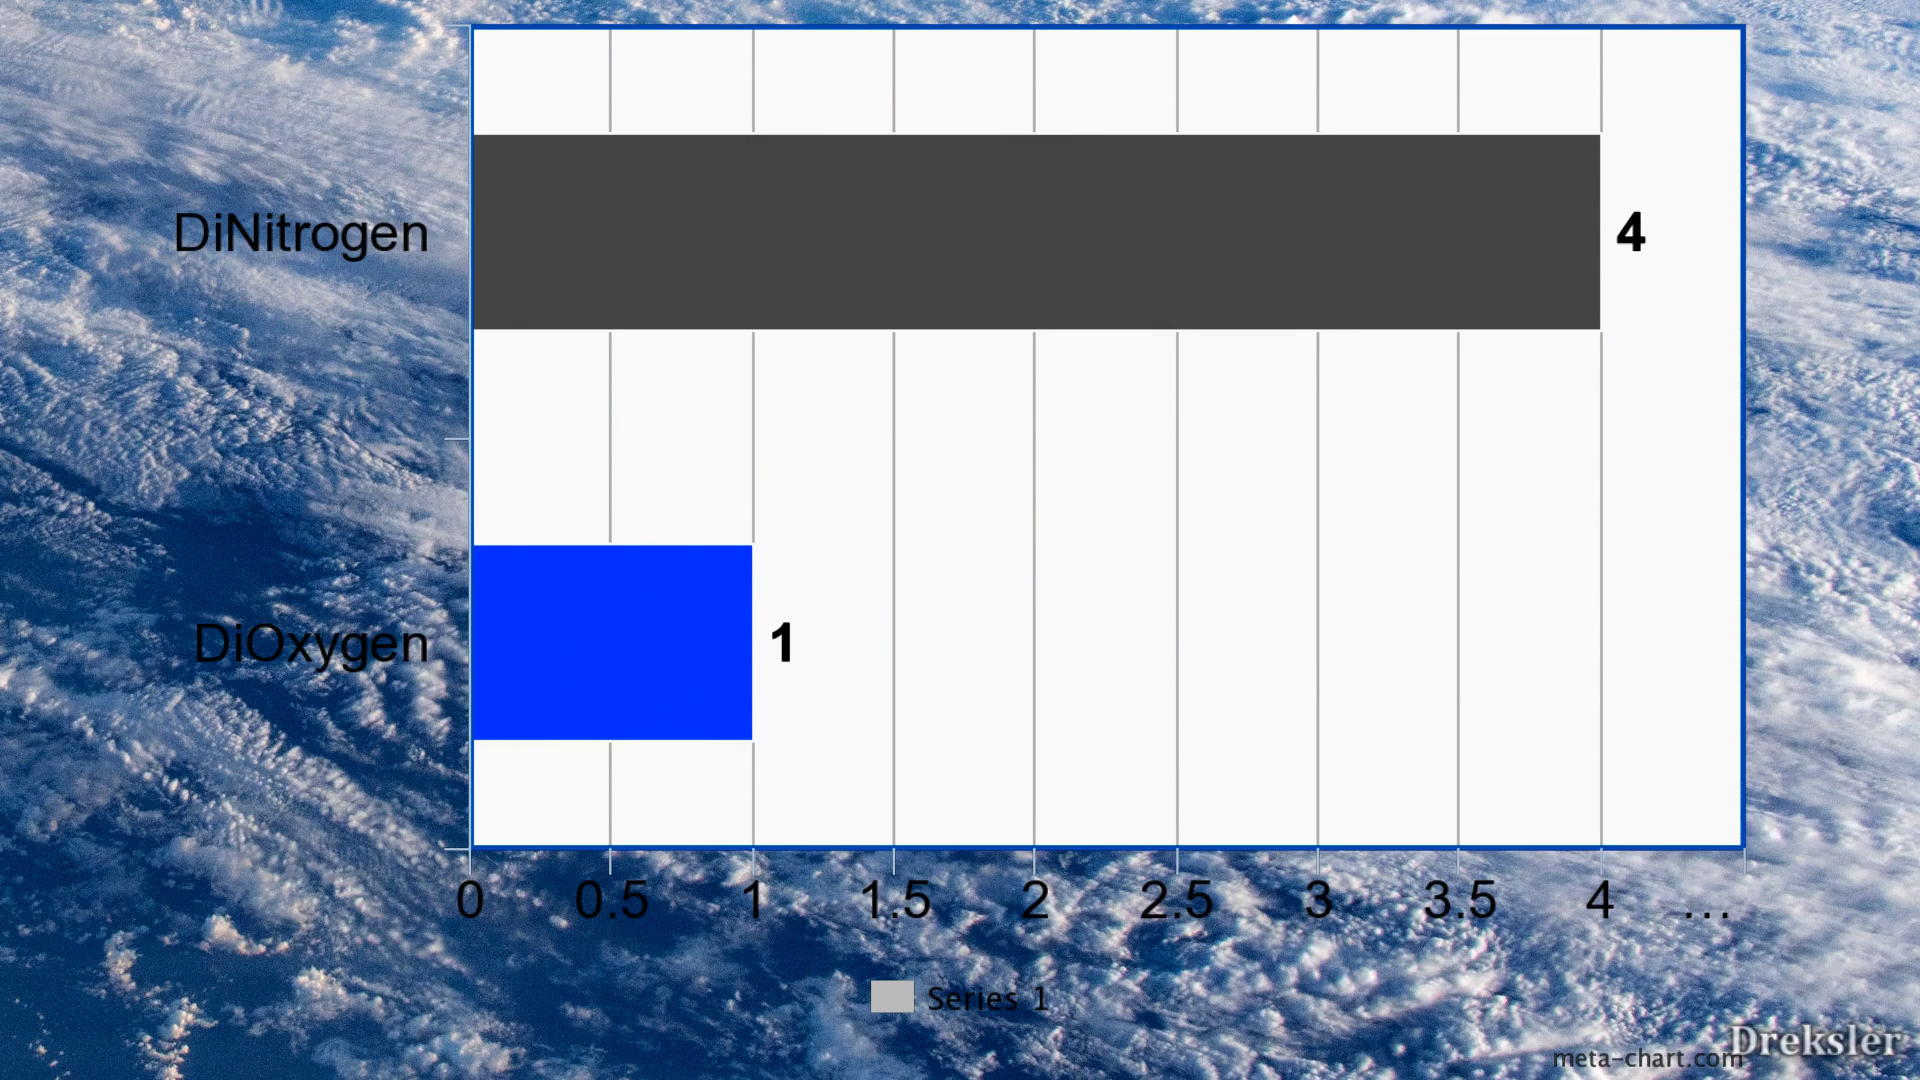 DiNitrogen
4
DiOxygen
1
0 0.5 1 1.5 2 2.5 3 3.5 4 ...
Series 1
Dreksler
meta-chart.com